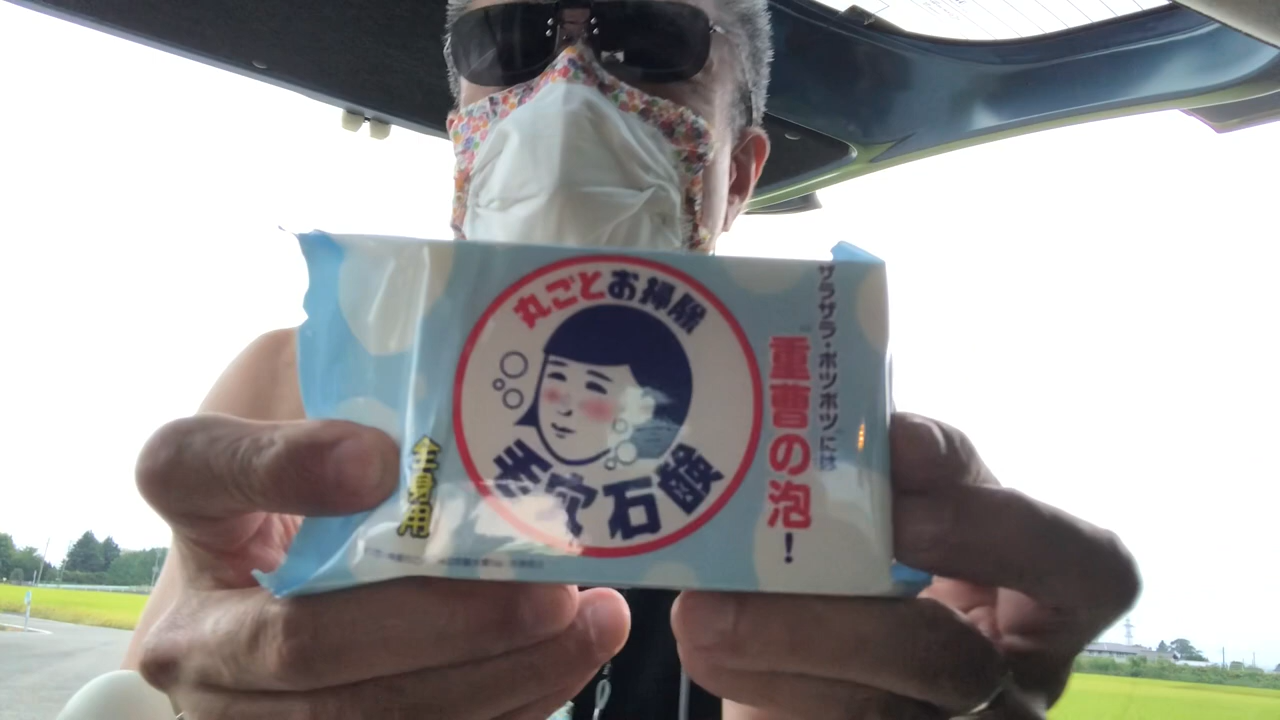 丸ごとお掃除
毛穴石鹸
ザラザラ・ポツポツには
重曹の泡！
全身用